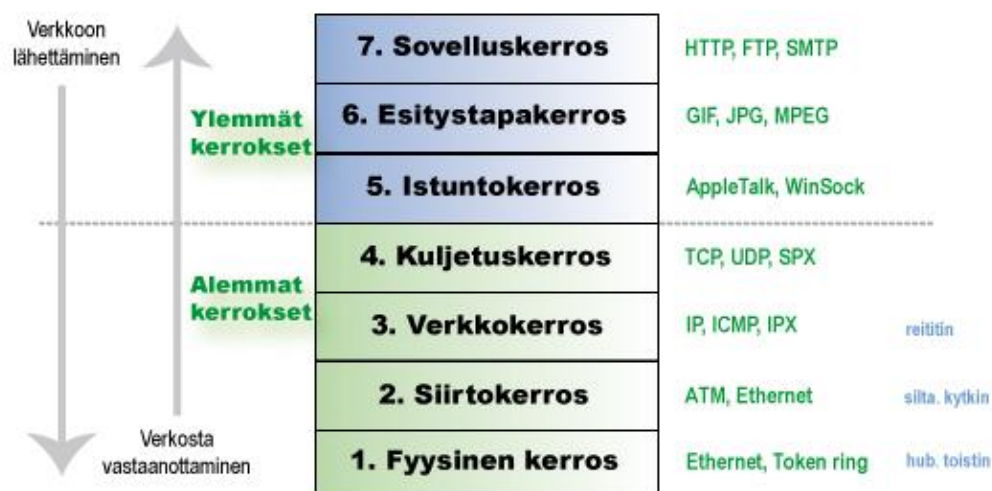 Verkkoon
lähettäminen
7. Sovelluskerros
HTTP, FTP, SMTP
Ylemmät
kerrokset
6. Esitystapakerros
GIF, JPG, MPEG
5. Istuntokerros
AppleTalk, WinSock
4. Kuljetuskerros
TCP, UDP, SPX
Alemmat
kerrokset
3. Verkkokerros
IP, ICMP, IPX
reititin
2. Siirtokerros
ATM, Ethernet
silta. kytkin
Verkosta
vastaanottaminen
1. Fyysinen kerros
Ethernet, Token ring
hub. toistin